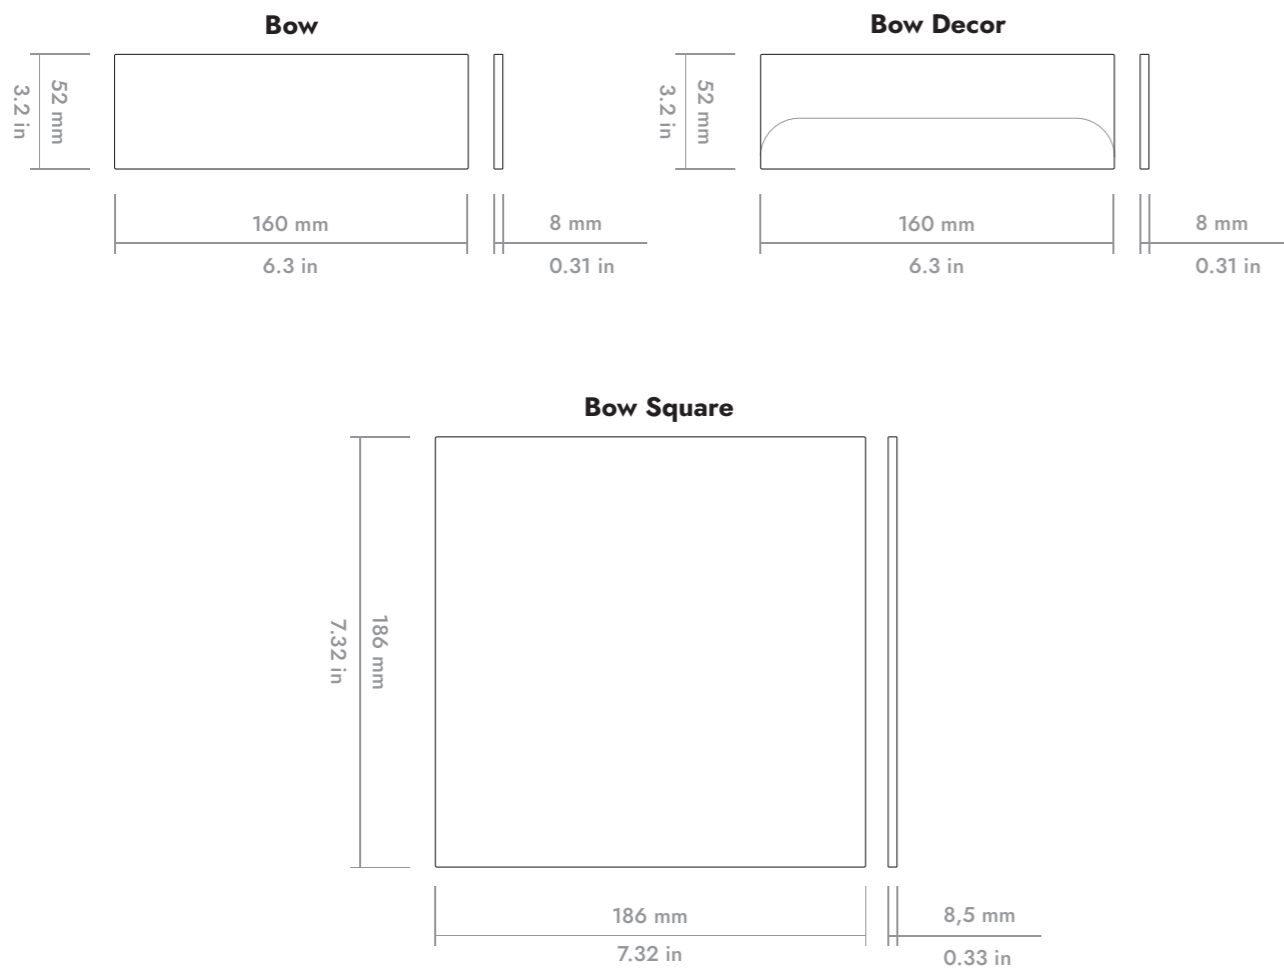 Bow
52 mm
3.2 in
160 mm
6.3 in
8 mm
0.31 in
Bow Decor
52 mm
3.2 in
160 mm
6.3 in
8 mm
0.31 in
Bow Square
186 mm
7.32 in
186 mm
7.32 in
8,5 mm
0.33 in